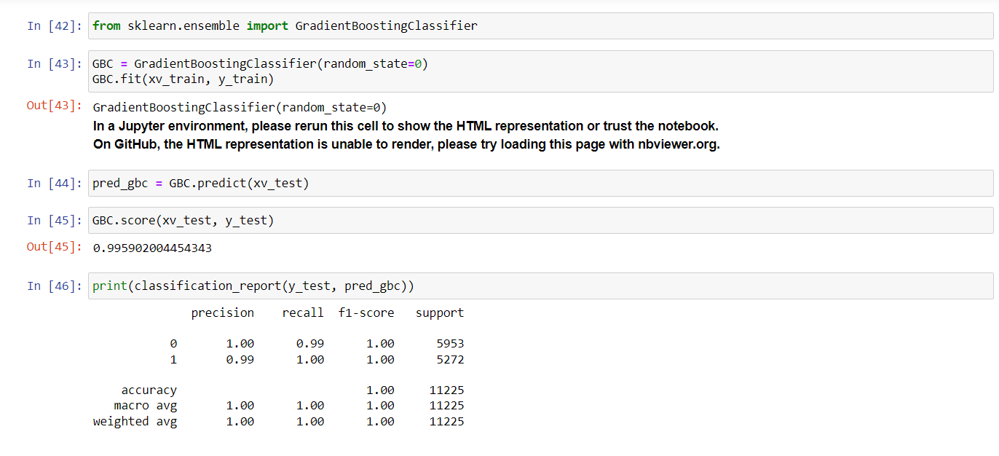 In [42]: from sklearn.ensemble import GradientBoostingClassifier
In [43]: GBC = GradientBoostingClassifier(random_state=0)
GBC.fit(xv_train, y_train)
Out[43]: GradientBoostingClassifier(random_state=0)
In a Jupyter environment, please rerun this cell to show the HTML representation or trust the notebook.
On GitHub, the HTML representation is unable to render, please try loading this page with nbviewer.org.
In [44]: pred_gbc = GBC.predict(xv_test)
In [45]: GBC.score(xv_test, y_test)
Out[45]: 0.995902004454343
In [46]: print(classification_report(y_test, pred_gbc))
precision recall f1-score support
0 1.00 0.99 1.00 5953
1 0.99 1.00 1.00 5272
accuracy 1.00 11225
macro avg 1.00 1.00 1.00 11225
weighted avg 1.00 1.00 1.00 11225